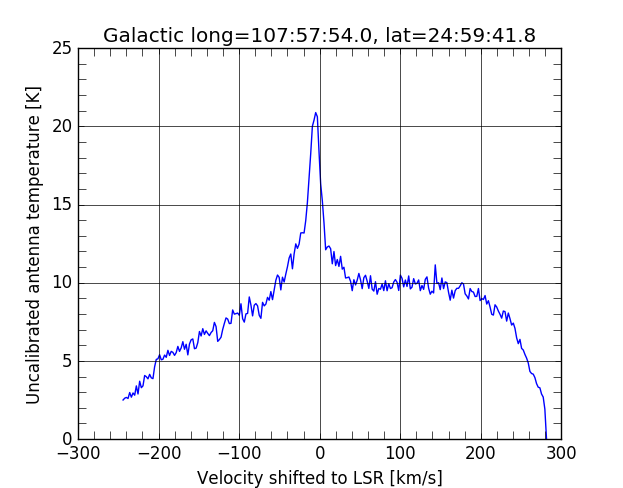 Galactic long=107:57:54.0, lat=24:59:41.8
Uncalibrated antenna temperature [K]
25
20
15
10
5
0
−300 −200 −100 0 100 200 300
Velocity shifted to LSR [km/s]